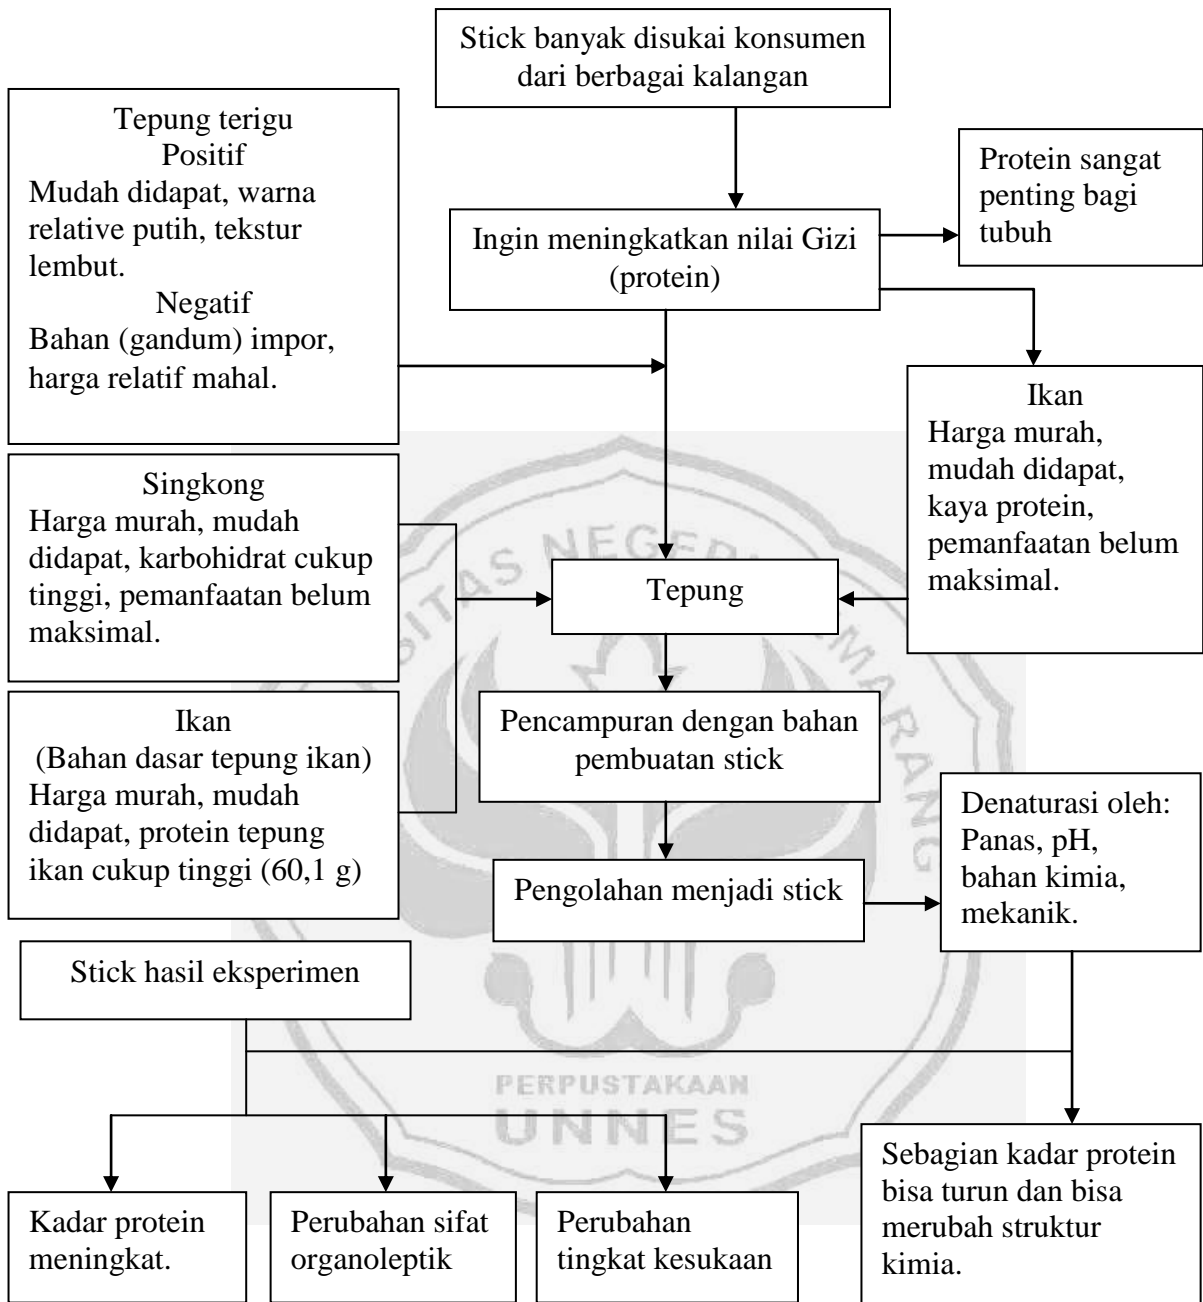 Stick banyak disukai konsumen
dari berbagai kalangan
Tepung terigu
Positif
Mudah didapat, warna
relative putih, tekstur
lembut.
Negatif
Bahan (gandum) impor,
harga relatif mahal.
Protein sangat
penting bagi
tubuh
Ingin meningkatkan nilai Gizi
(protein)
Ikan
Harga murah,
mudah didapat,
kaya protein,
pemanfaatan belum
maksimal.
Singkong
Harga murah, mudah
didapat, karbohidrat cukup
tinggi, pemanfaatan belum
maksimal.
Tepung
Ikan
(Bahan dasar tepung ikan)
Harga murah, mudah
didapat, protein tepung
ikan cukup tinggi (60,1 g)
Pencampuran dengan bahan
pembuatan stick
Pengolahan menjadi stick
Denaturasi oleh:
Panas, pH,
bahan kimia,
mekanik.
Stick hasil eksperimen
PERPUSTAKAAN
UNNES
Kadar protein
meningkat.
Perubahan sifat
organoleptik
Perubahan
tingkat kesukaan
Sebagian kadar protein
bisa turun dan bisa
merubah struktur
kimia.